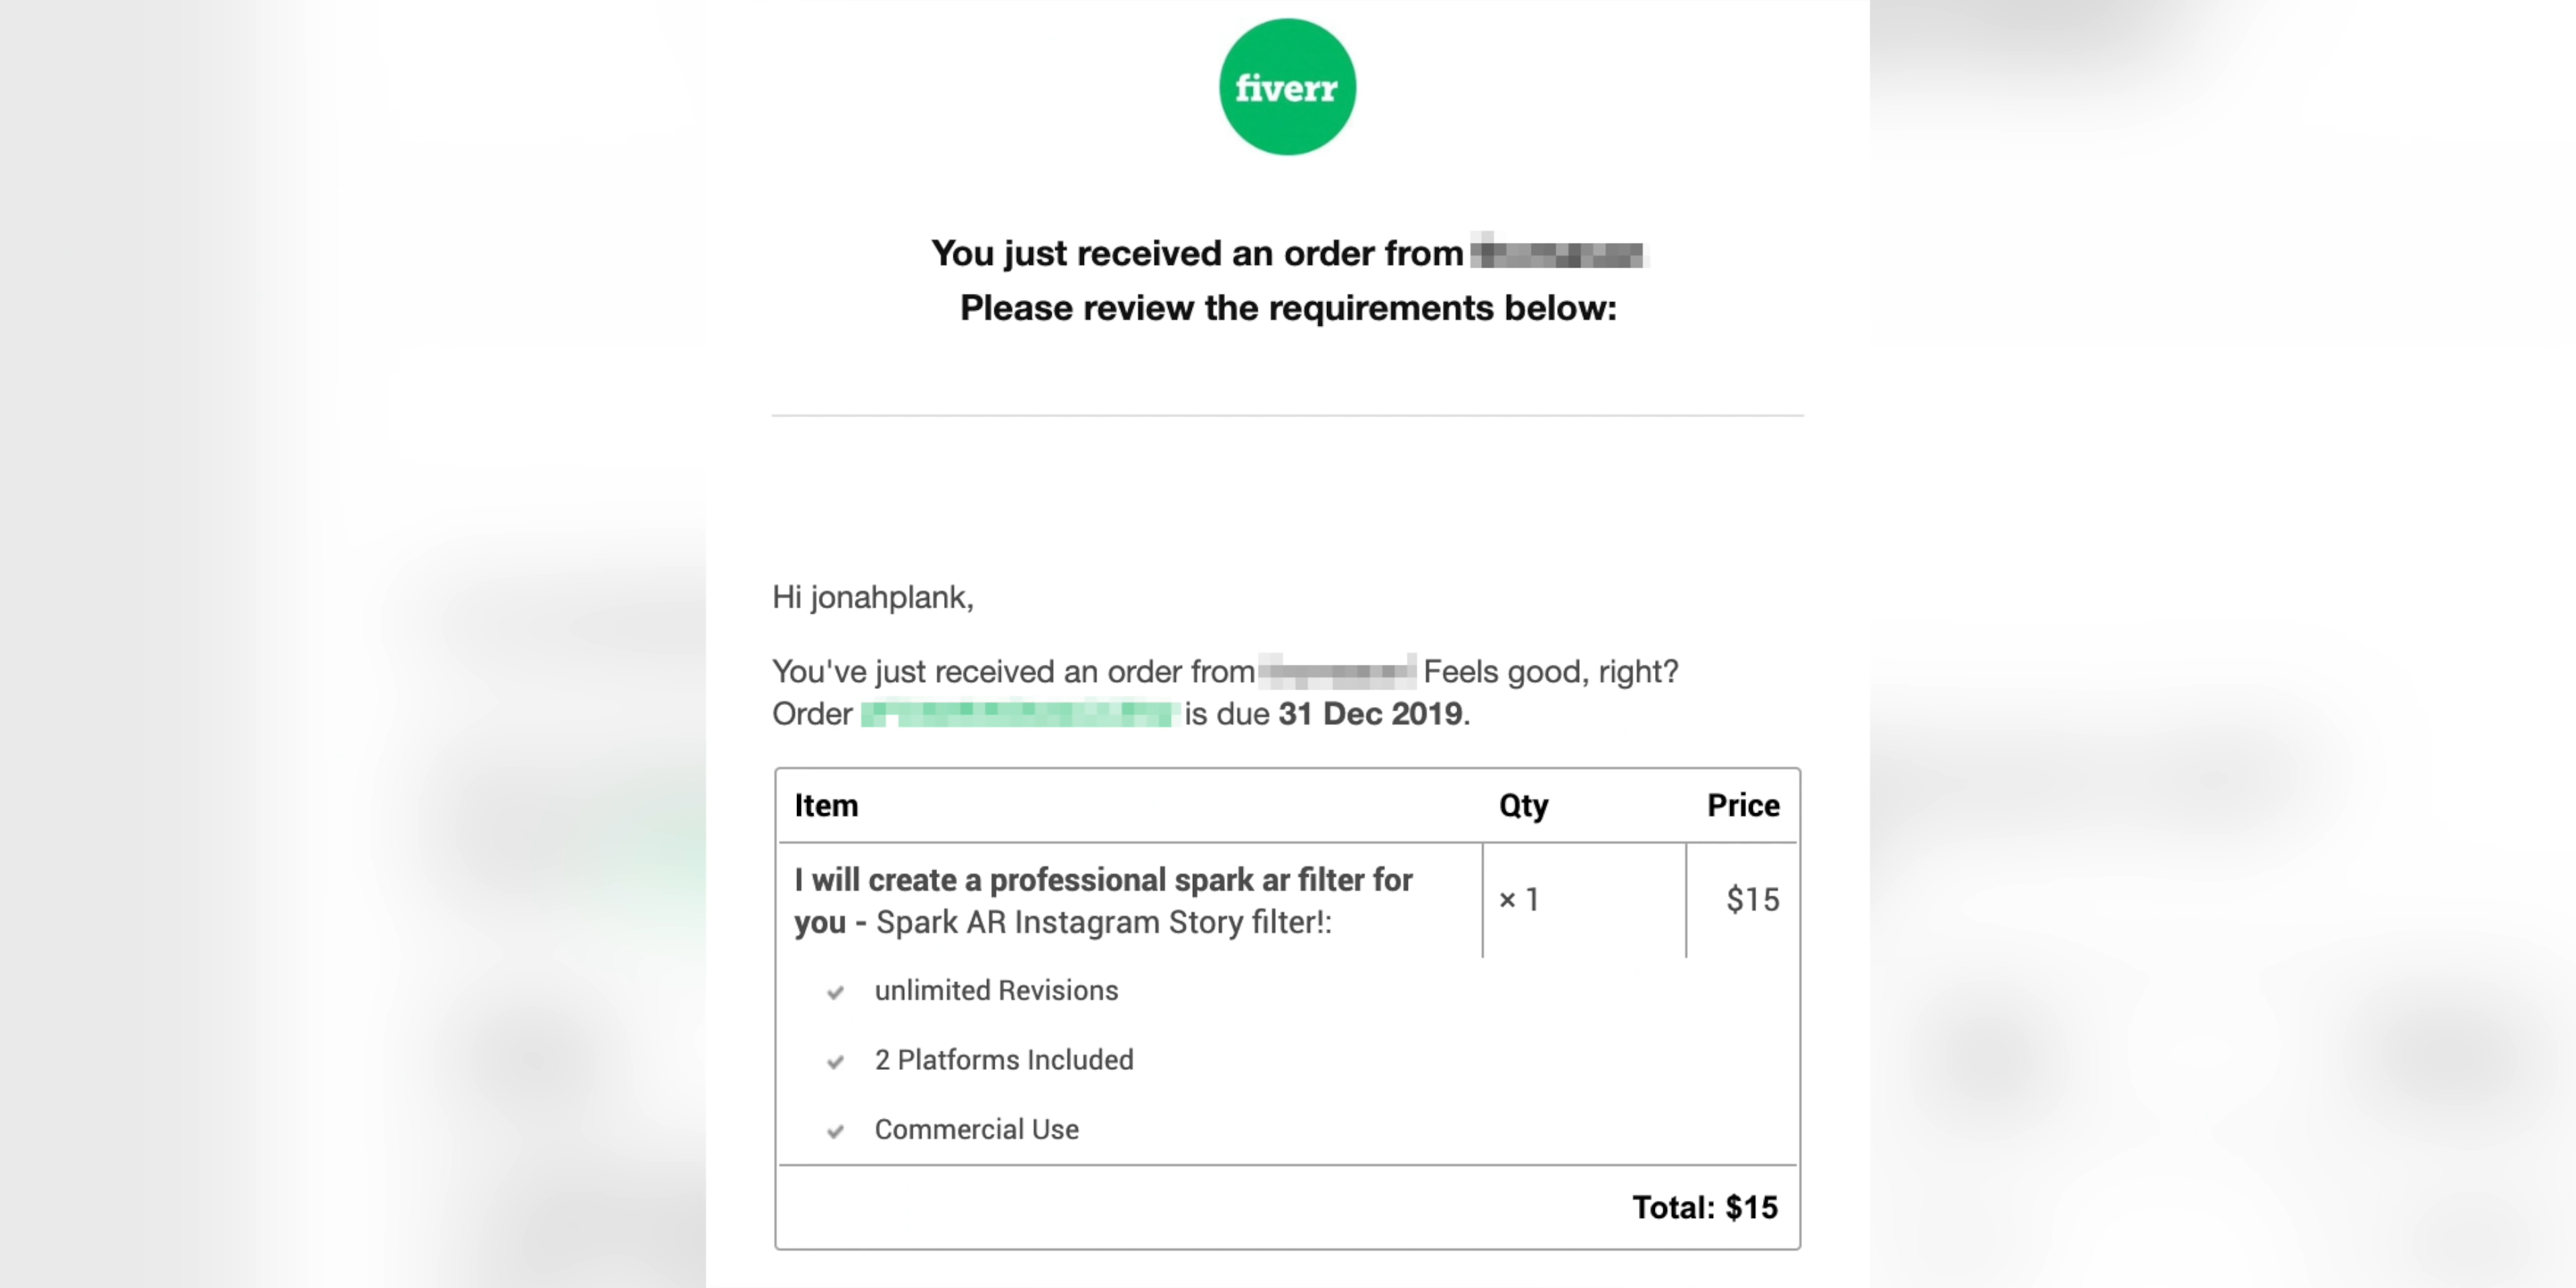 fiverr
You just received an order from
Please review the requirements below:
Hi jonahplank,
You've just received an order from Feels good, right?
Order is due 31 Dec 2019.
Item Qty Price
I will create a professional spark ar filter for
you - Spark AR Instagram Story filter!:
× 1 $15
unlimited Revisions
2 Platforms Included
Commercial Use
Total: $15